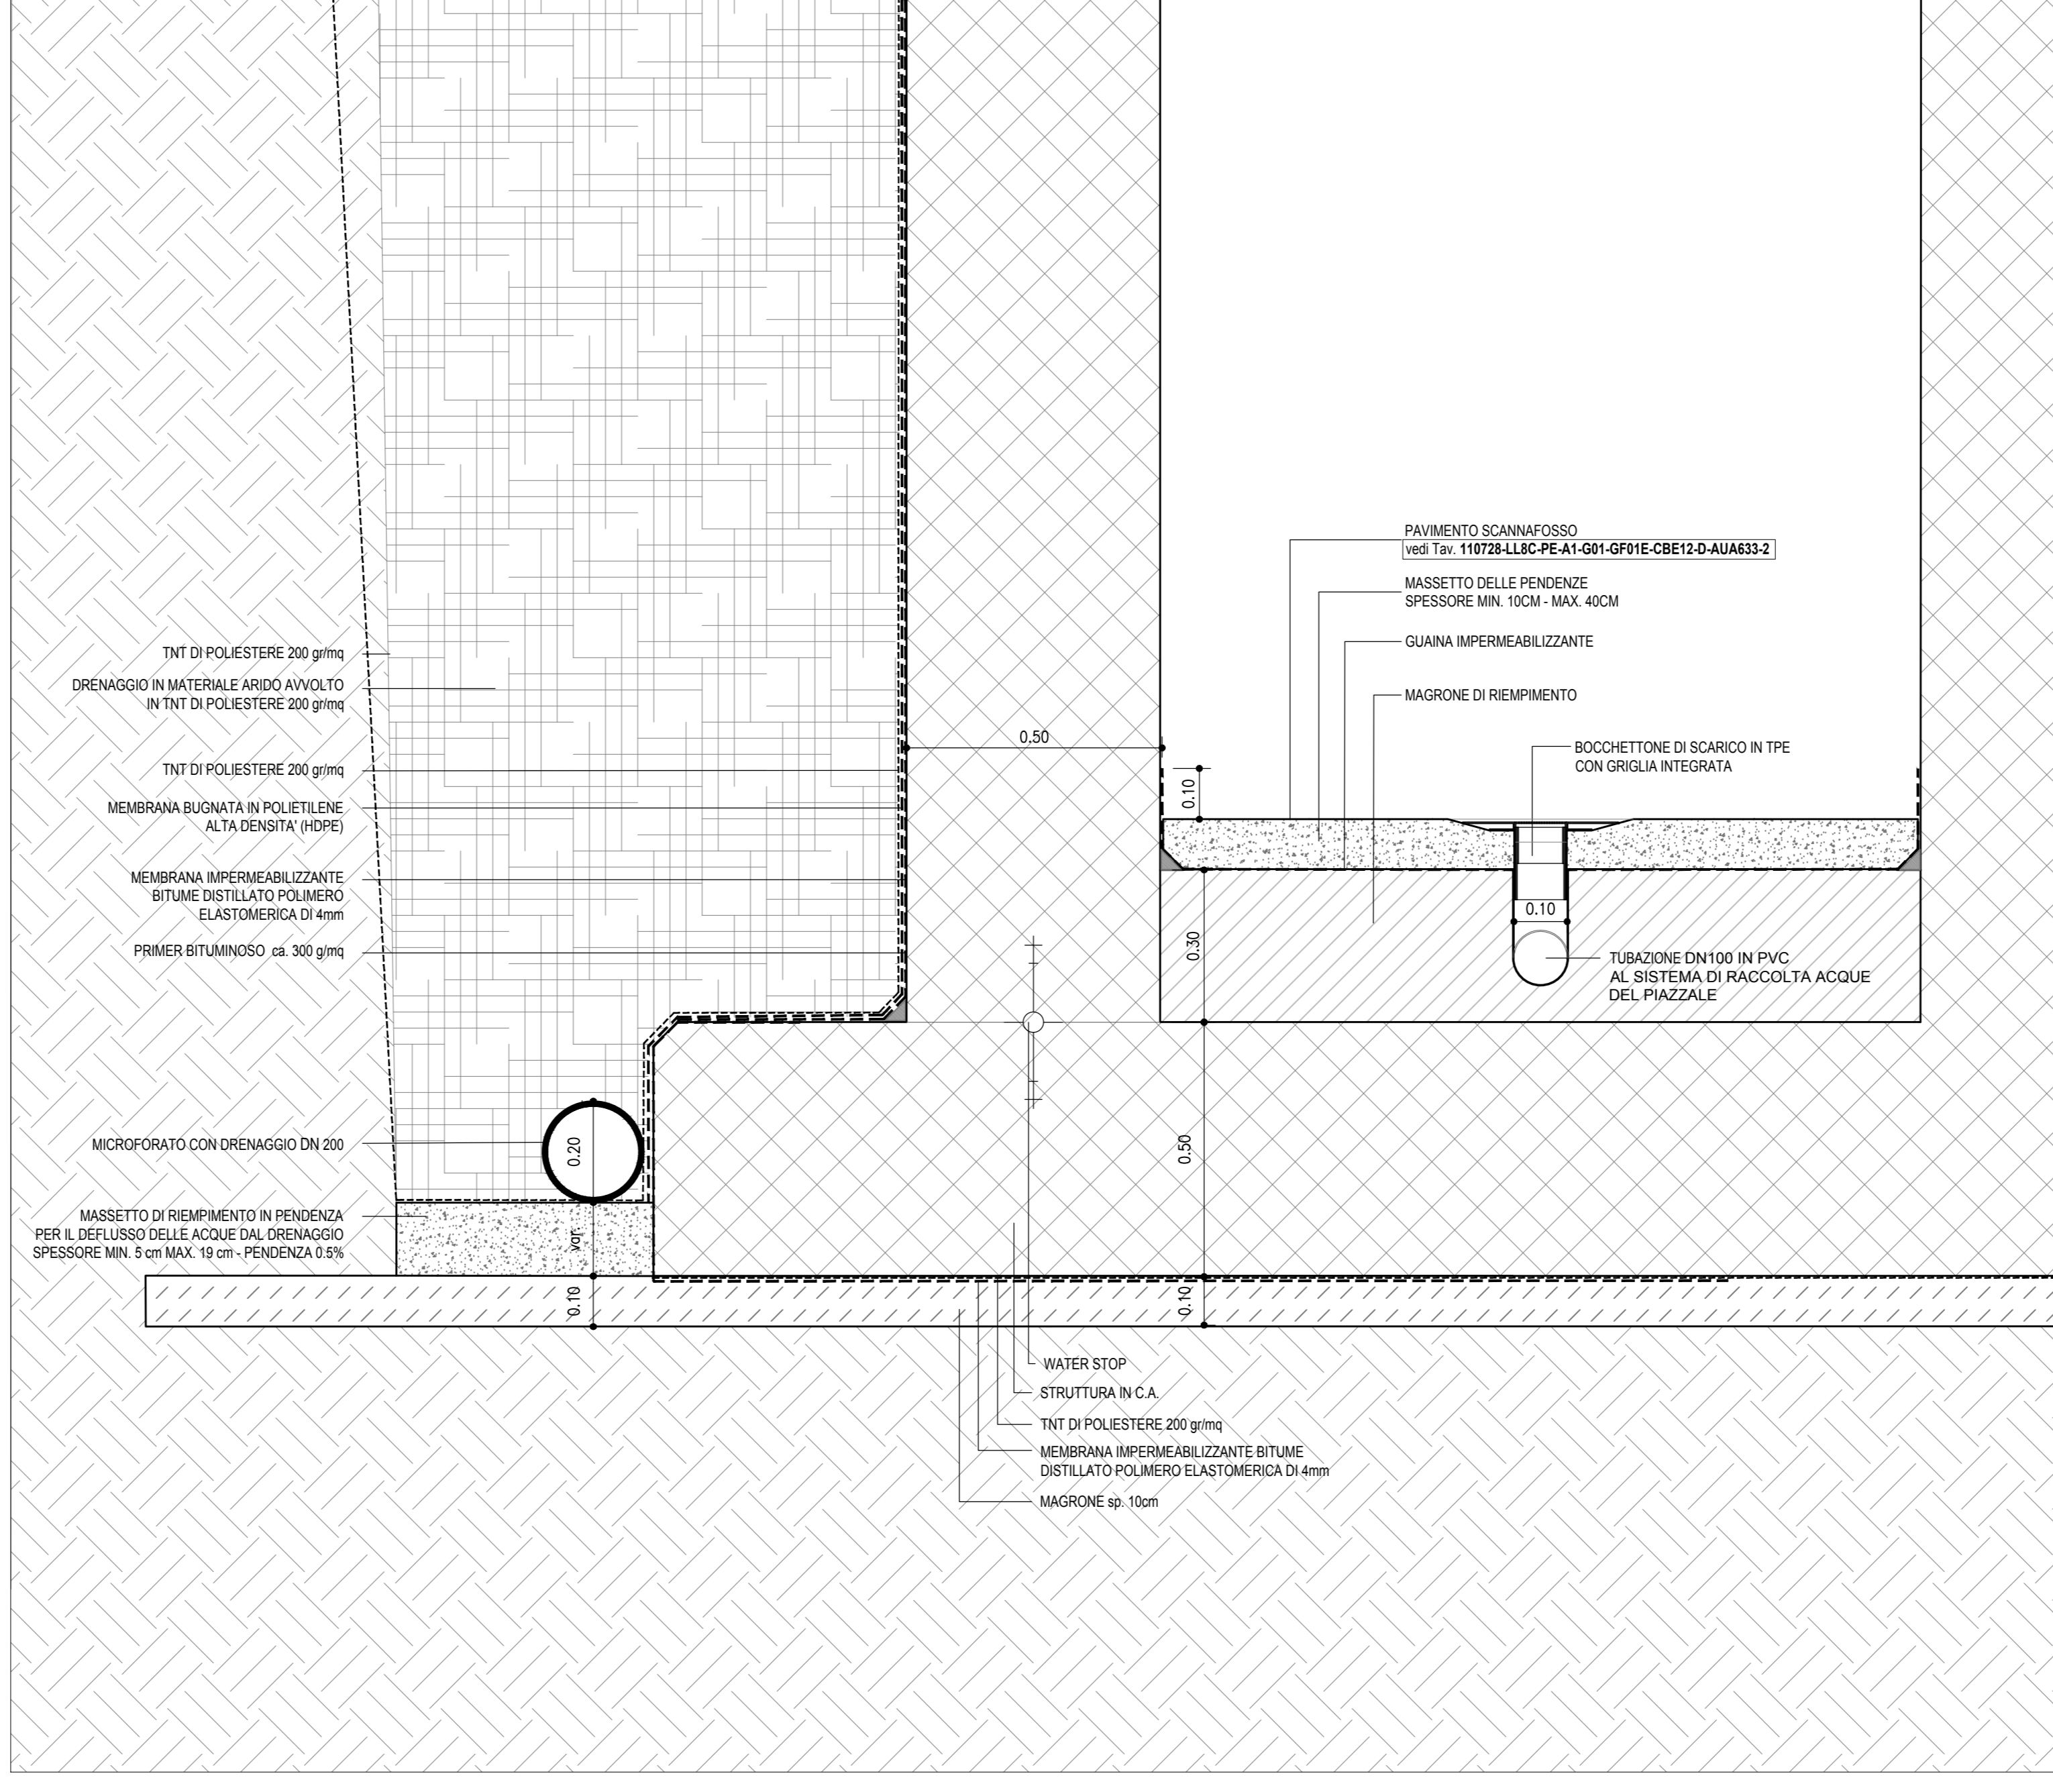 PAVIMENTO SCANNAFOSSO
vedi Tav. 110728-LL8C-PE-A1-G01-GF01E-CBE12-D-AUA633-2
MASSETTO DELLE PENDENZE
SPESSORE MIN. 10CM - MAX. 40CM
GUAINA IMPERMEABILIZZANTE
MAGRONE DI RIEMPIMENTO
BOCCHETTONE DI SCARICO IN TPE
CON GRIGLIA INTEGRATA
0.50
0.10
0.30
0.10
TUBAZIONE DN100 IN PVC
AL SISTEMA DI RACCOLTA ACQUE
DEL PIAZZALE
TNT DI POLIESTERE 200 gr/mq
DRENAGGIO IN MATERIALE ARIDO AVVOLTO
IN TNT DI POLIESTERE 200 gr/mq
TNT DI POLIESTERE 200 gr/mq
MEMBRANA BUGNATA IN POLIETILENE
ALTA DENSITA' (HDPE)
MEMBRANA IMPERMEABILIZZANTE
BITUME DISTILLATO POLIMERO
ELASTOMERICA DI 4mm
PRIMER BITUMINOSO ca. 300 g/mq
MICROFORATO CON DRENAGGIO DN 200
MASSETTO DI RIEMPIMENTO IN PENDENZA
PER IL DEFLUSSO DELLE ACQUE DAL DRENAGGIO
SPESSORE MIN. 5 cm MAX. 19 cm - PENDENZA 0.5%
0.20
var.
0.10
0.50
0.10
WATER STOP
STRUTTURA IN C.A.
TNT DI POLIESTERE 200 gr/mq
MEMBRANA IMPERMEABILIZZANTE BITUME
DISTILLATO POLIMERO ELASTOMERICA DI 4mm
MAGRONE sp. 10cm